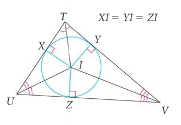 T
XI = YI = ZI
X
Y
I
U
Z
V